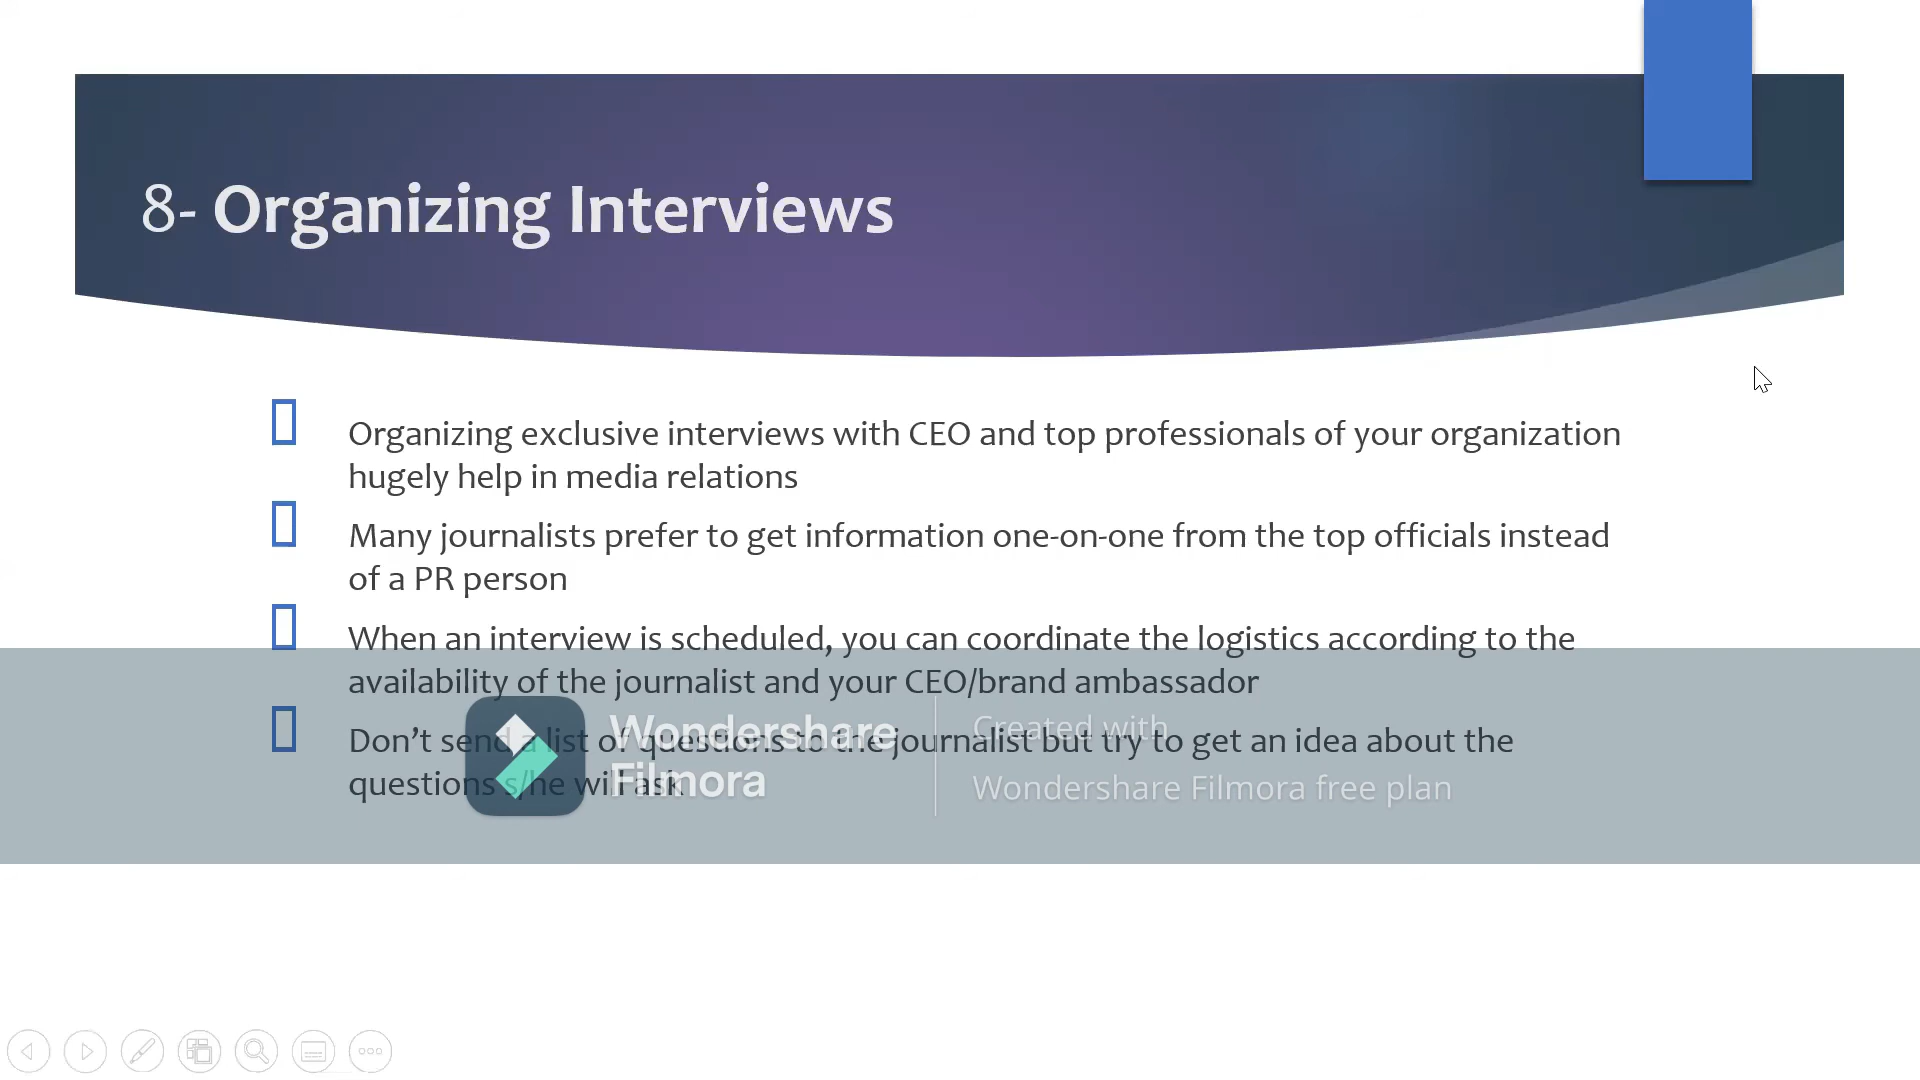 8- Organizing Interviews
Organizing exclusive interviews with CEO and top professionals of your organization
hugely help in media relations
Many journalists prefer to get information one-on-one from the top officials instead
of a PR person
When an interview is scheduled, you can coordinate the logistics according to the
availability of the journalist and your CEO/brand ambassador
Don’t send a list of questions to the journalist but try to get an idea about the
questions s/he will ask
Wondershare
Filmora
Created with
Wondershare Filmora free plan